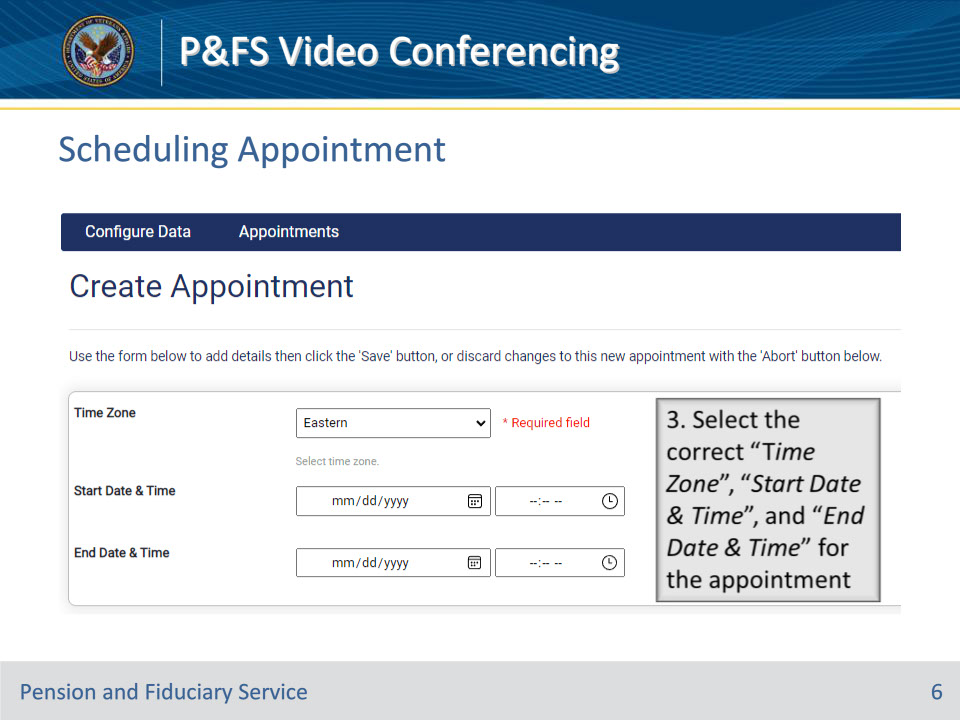 P&FS Video Conferencing
Scheduling Appointment
Configure Data Appointments
Create Appointment
Use the form below to add details then click the 'Save' button, or discard changes to this new appointment with the 'Abort' button below.
Time Zone
Eastern
* Required field
Select time zone.
Start Date & Time
mm/dd/yyyy
--:-- --
End Date & Time
mm/dd/yyyy
--:-- --
3. Select the
correct “Time
Zone”, “Start Date
& Time”, and “End
Date & Time” for
the appointment
Pension and Fiduciary Service
6